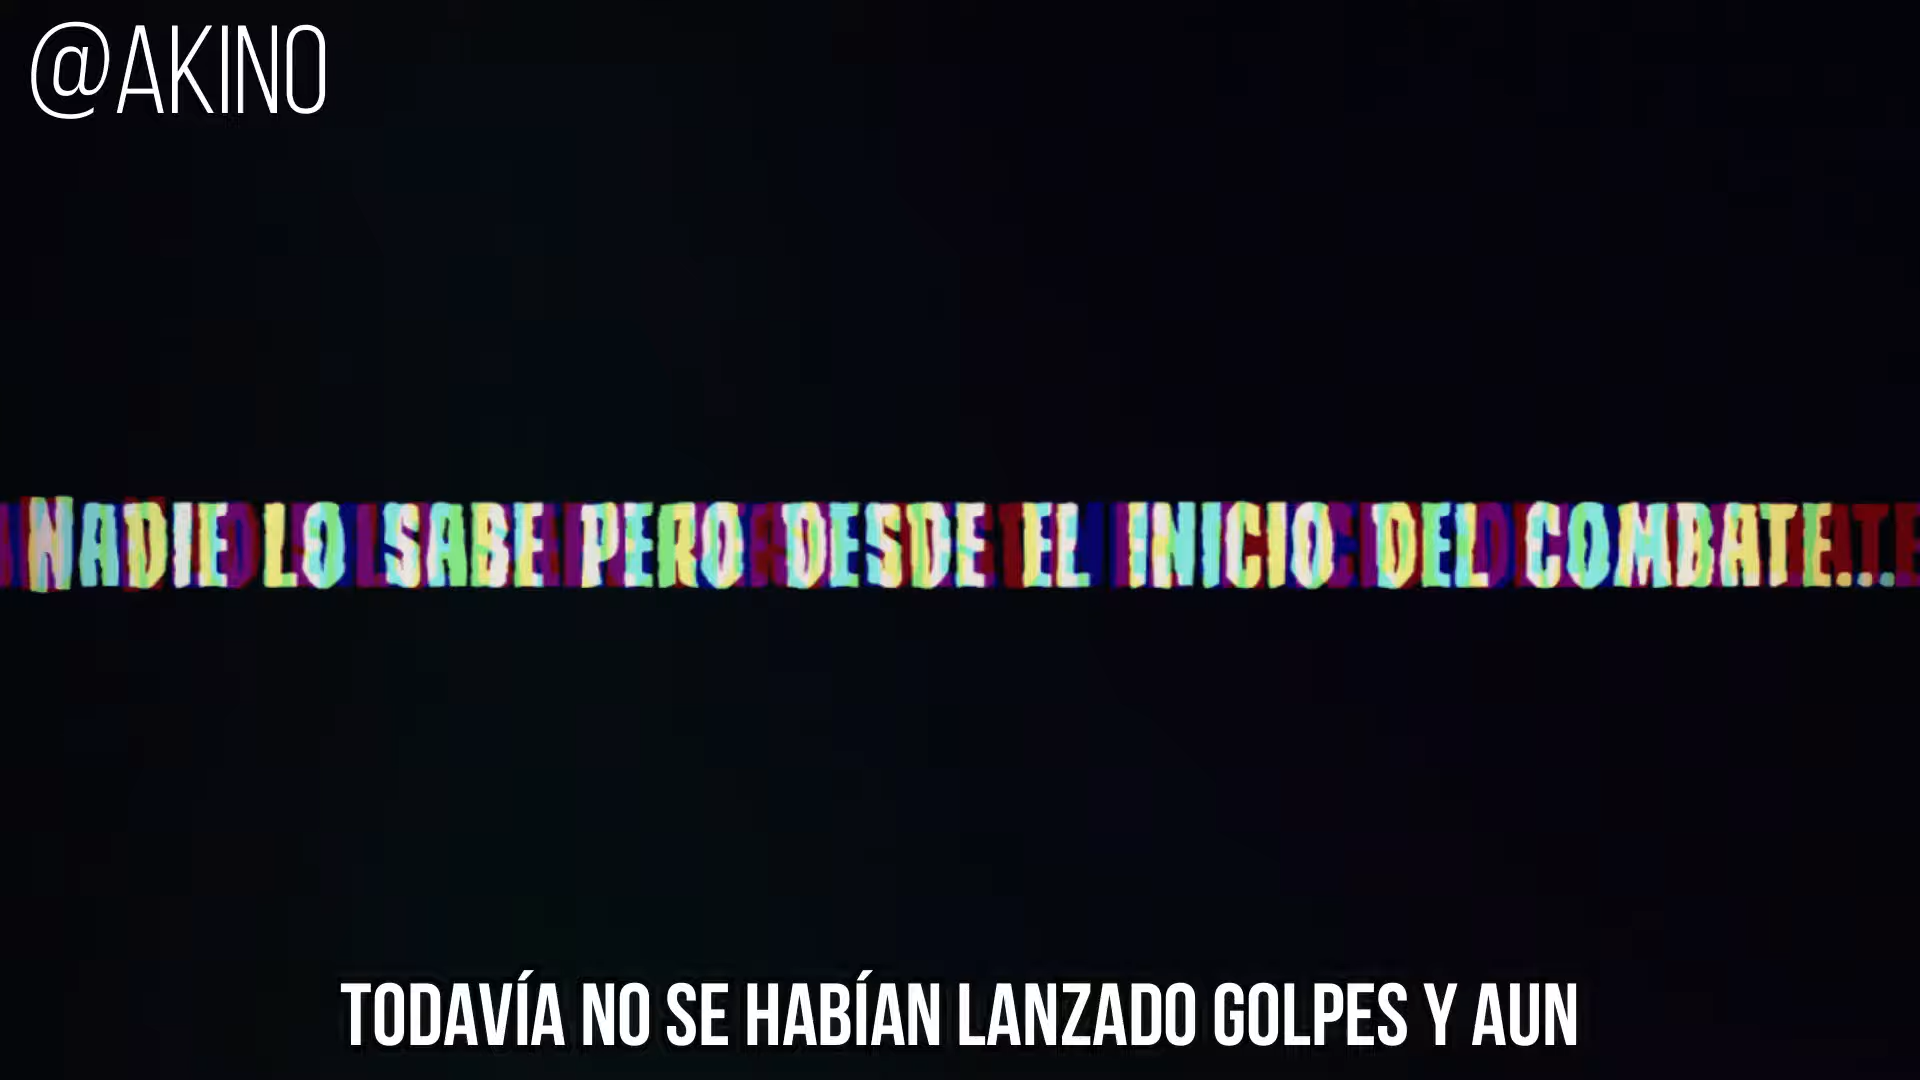 @AKINO
NADIE LO SABE PERO DESDE EL INICIO DEL COMBATE...
TODAVÍA NO SE HABÍAN LANZADO GOLPES Y AUN